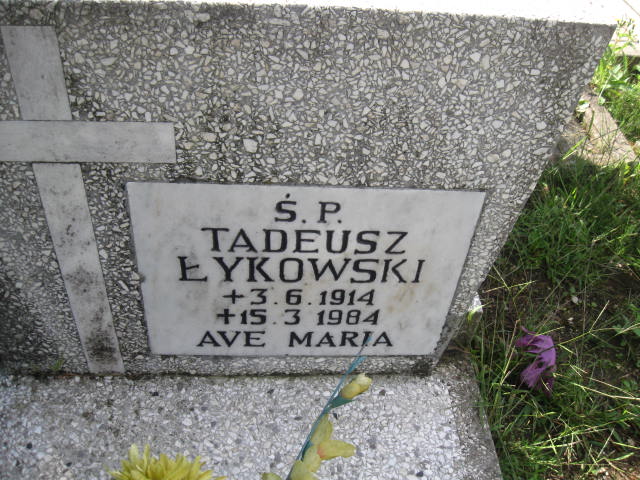 Ś. P.
TADEUSZ
ŁYKOWSKI
+3.6.1914
+15.3 1984
AVE MARIA